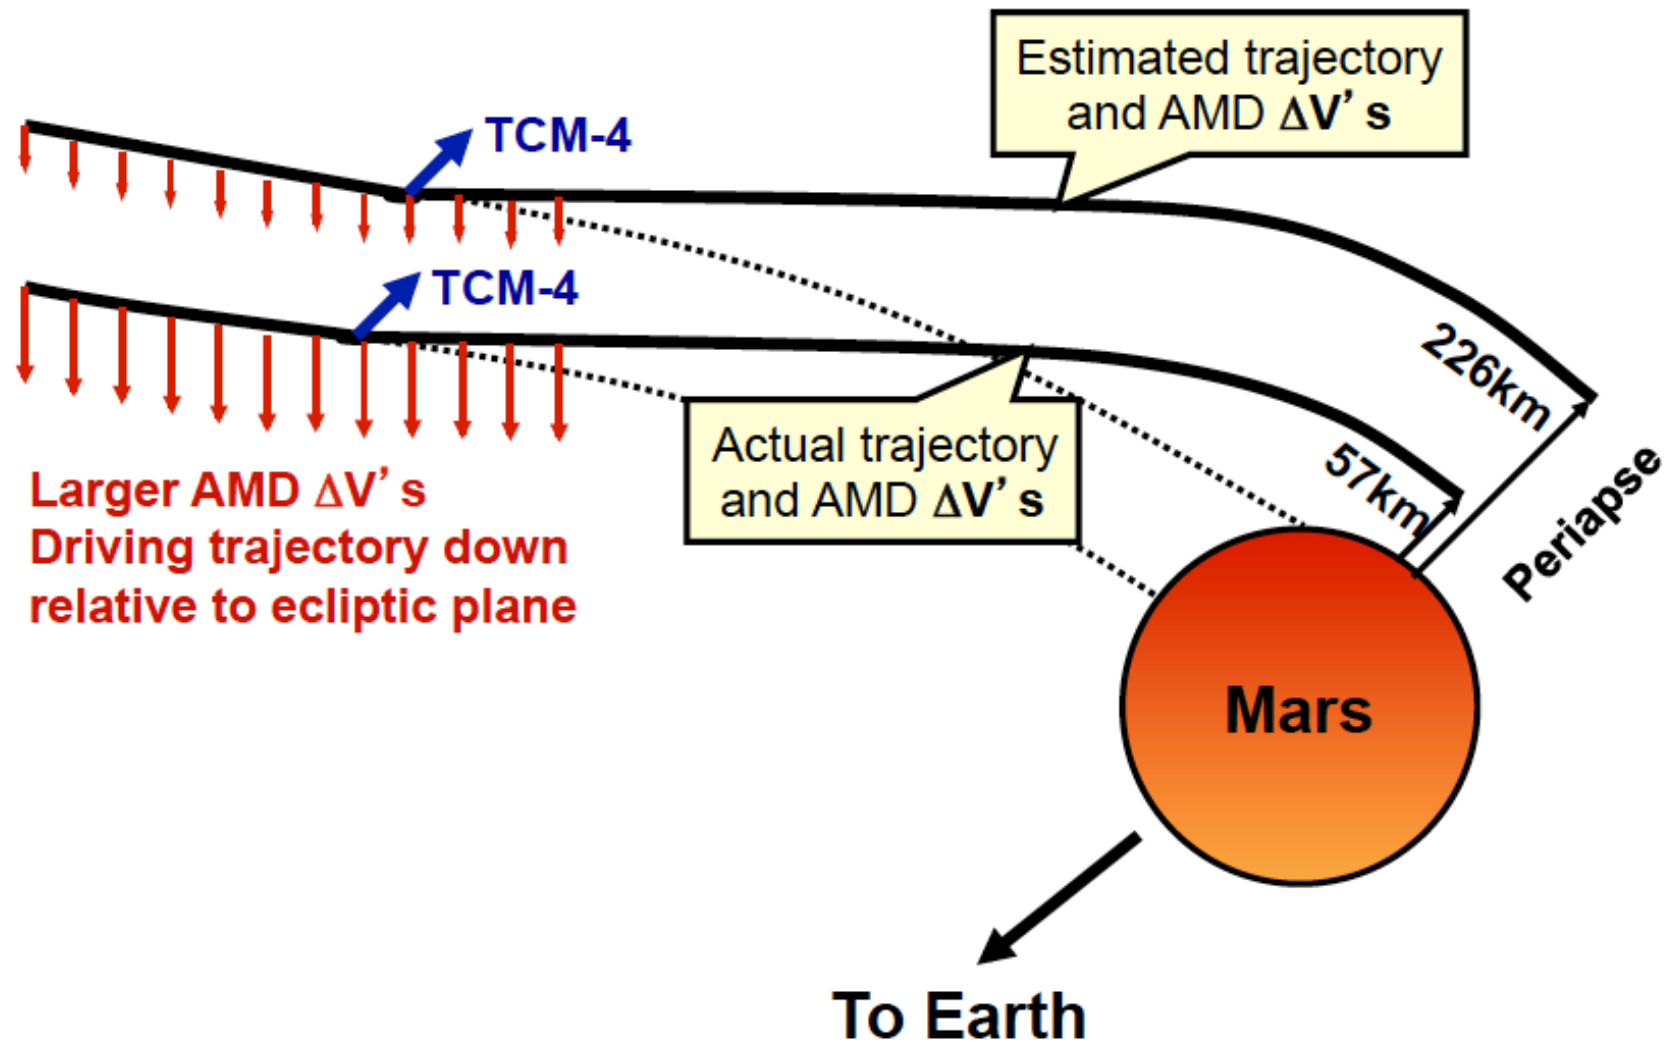 Estimated trajectory
and AMD ΔV's
TCM-4
TCM-4
226km
57km
Periapse
Actual trajectory
and AMD ΔV's
Larger AMD ΔV's
Driving trajectory down
relative to ecliptic plane
Mars
To Earth